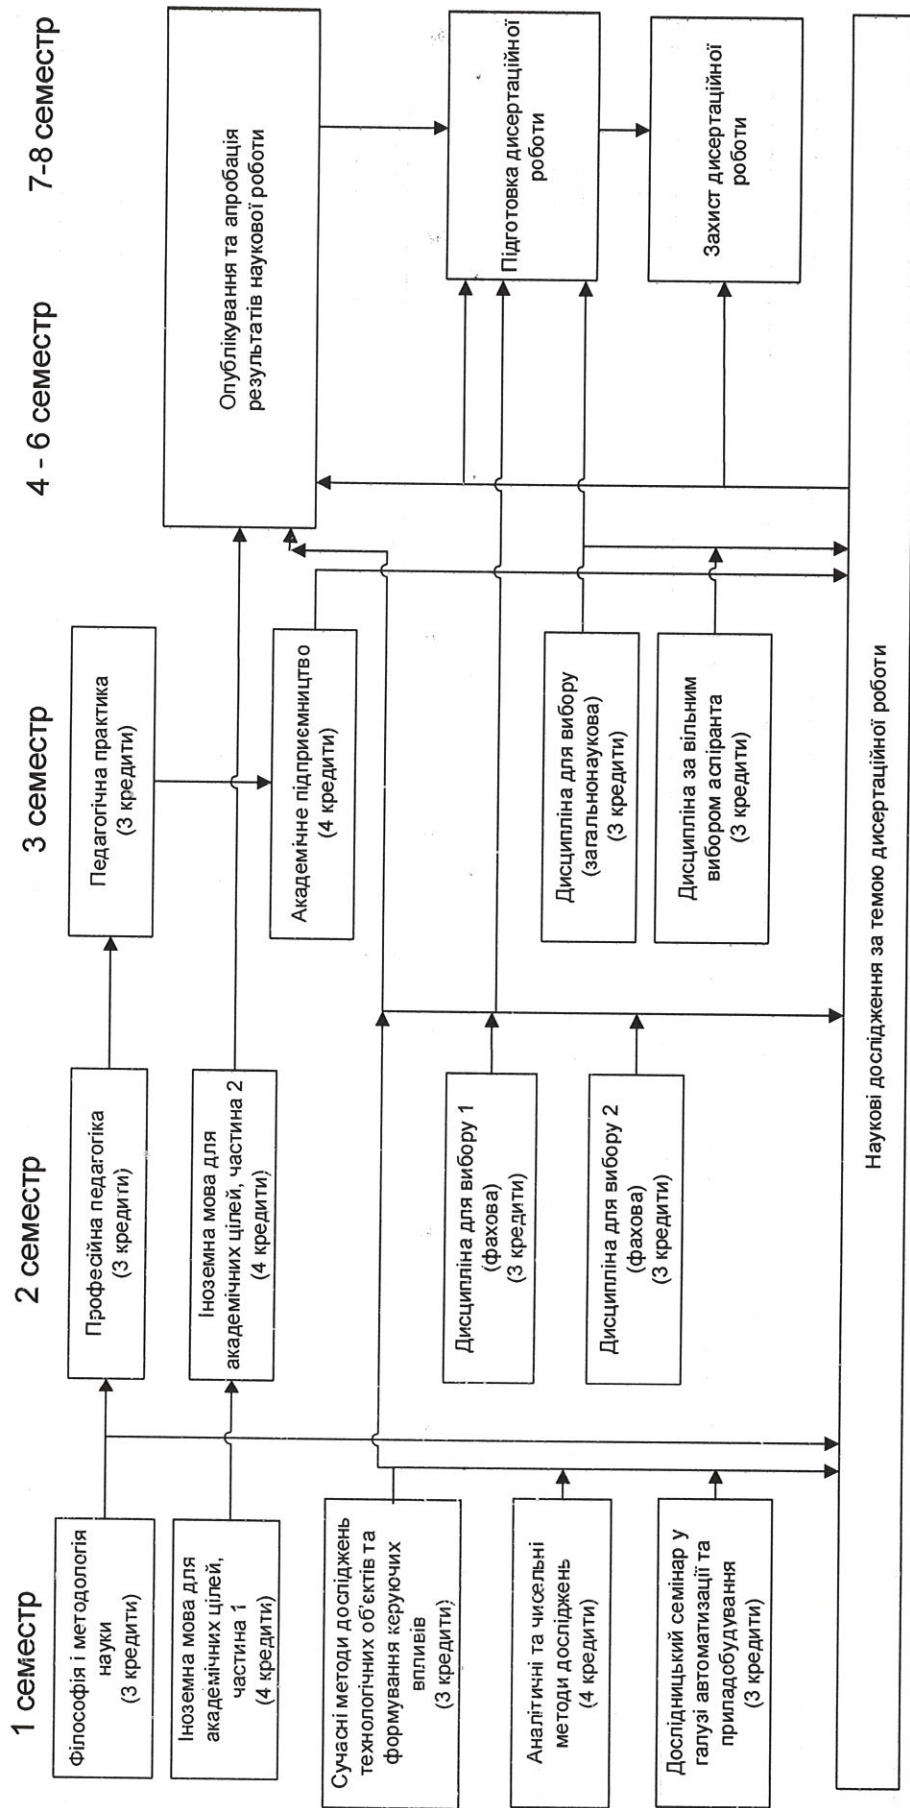 1 семестр
Філософія і методологія
науки
(3 кредити)
Іноземна мова для
академічних цілей,
частина 1
(4 кредити)
Сучасні методи досліджень
технологічних об'єктів та
формування керуючих
впливів
(3 кредити)
Аналітичні та чисельні
методи досліджень
(4 кредити)
Дослідницький семінар у
галузі автоматизації та
приладобудування
(3 кредити)
2 семестр
Професійна педагогіка
(3 кредити)
Іноземна мова для
академічних цілей, частина 2
(4 кредити)
Дисципліна для вибору 1
(фахова)
(3 кредити)
Дисципліна для вибору 2
(фахова)
(3 кредити)
3 семестр
Педагогічна практика
(3 кредити)
Академічне підприємництво
(4 кредити)
Дисципліна для вибору
(загальнонаукова)
(3 кредити)
Дисципліна за вільним
вибором аспіранта
(3 кредити)
4 - 6 семестр
7-8 семестр
Опублікування та апробація
результатів наукової роботи
Підготовка дисертаційної
роботи
Захист дисертаційної
роботи
Наукові дослідження за темою дисертаційної роботи